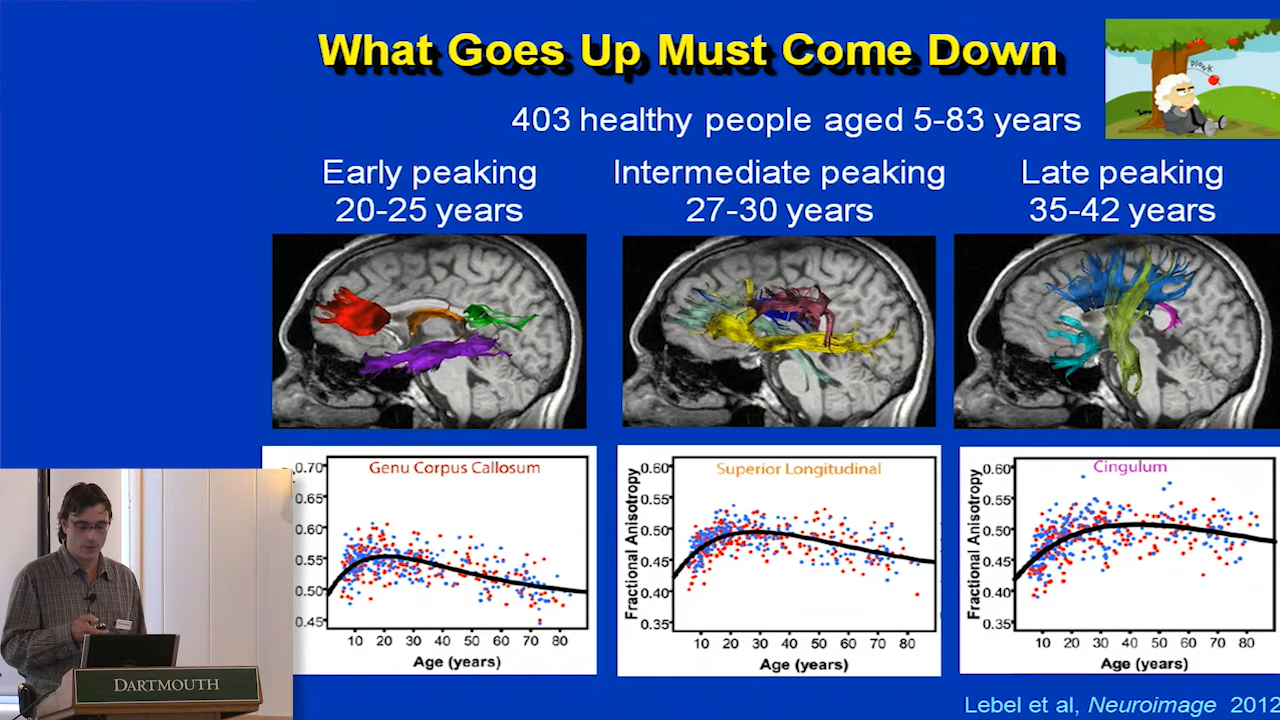 What Goes Up Must Come Down
PLONK
403 healthy people aged 5-83 years
Early peaking
20-25 years
Intermediate peaking
27-30 years
Late peaking
35-42 years
Genu Corpus Callosum
0.70
0.65
0.60
0.55
0.50
0.45
10 20 30 40 50 60 70 80
Age (years)
Superior Longitudinal
Fractional Anisotropy
0.60
0.55
0.50
0.45
0.40
0.35
10 20 30 40 50 60 70 80
Age (years)
Cingulum
Fractional Anisotropy
0.60
0.55
0.50
0.45
0.40
0.35
10 20 30 40 50 60 70 80
Age (years)
DARTMOUTH
Lebel et al, Neuroimage 2012